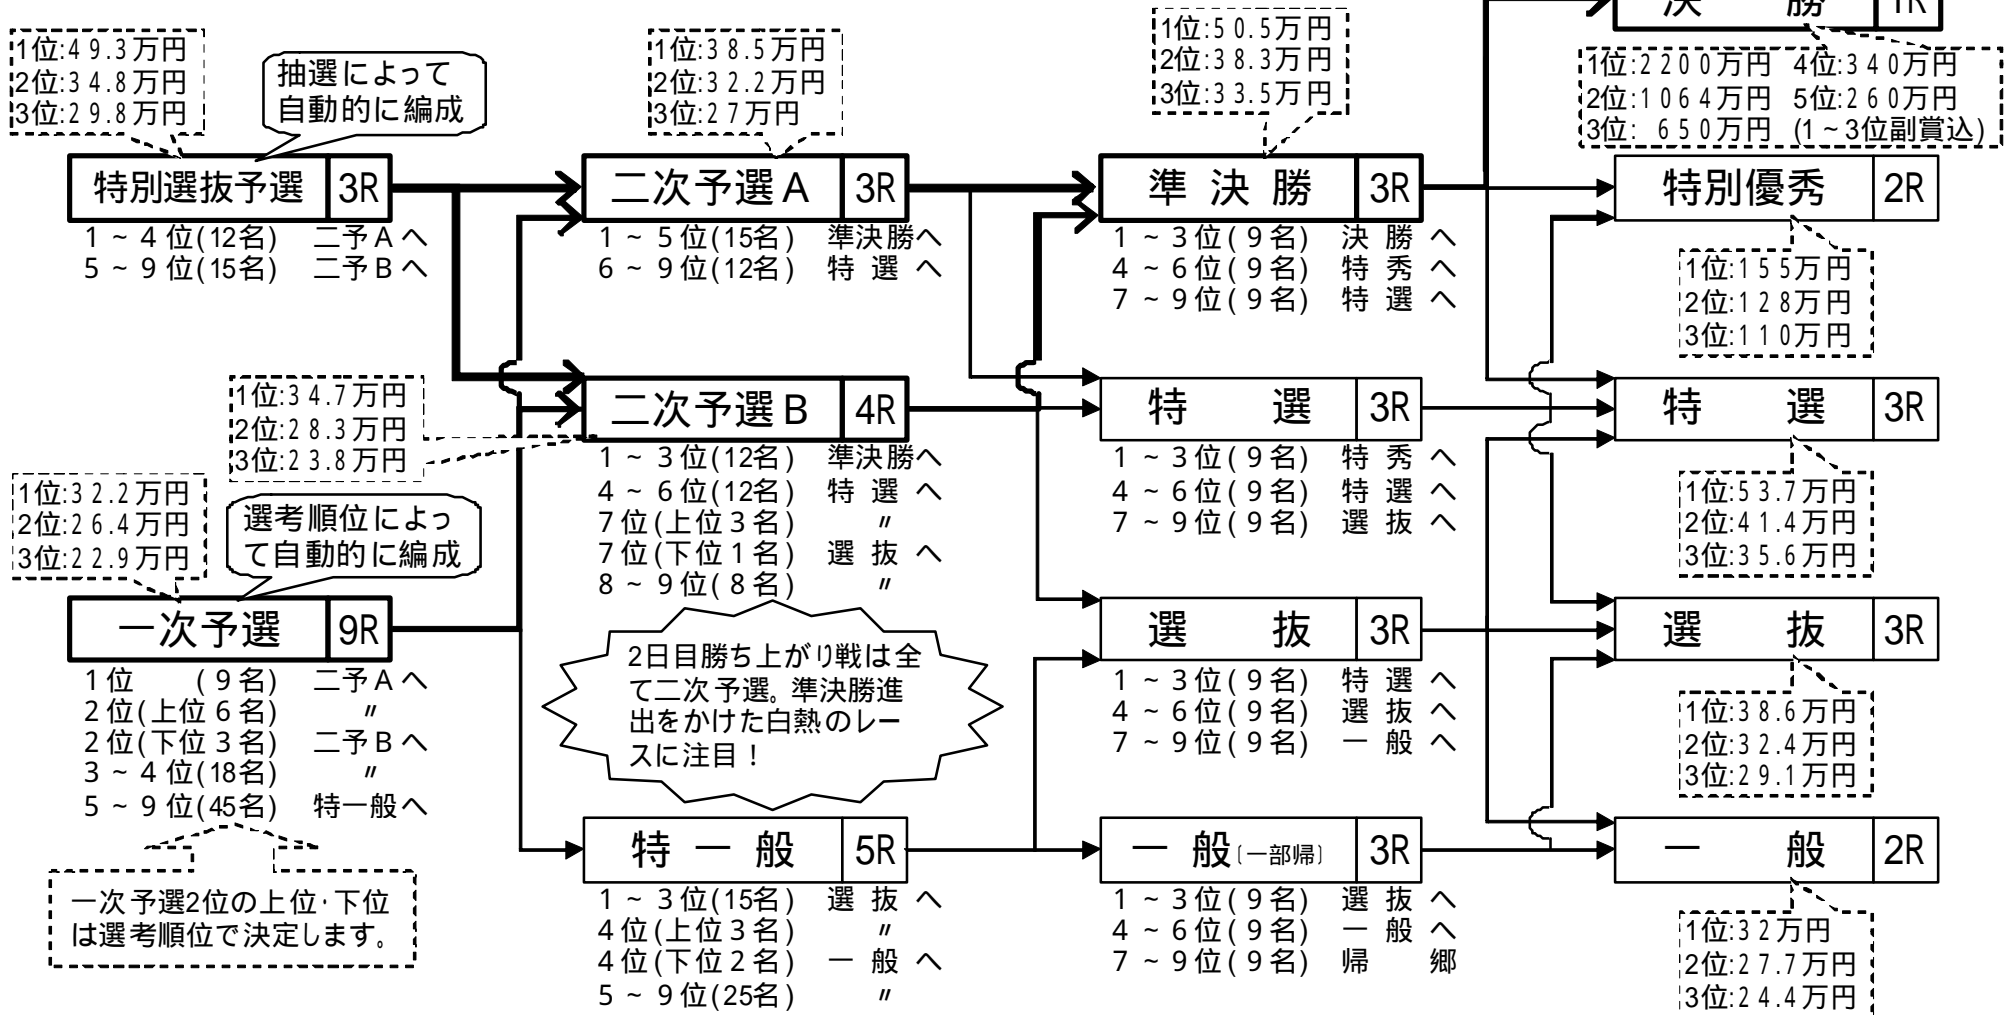 1位:49.3万円
2位:34.8万円
3位:29.8万円
抽選によって
自動的に編成
特別選抜予選 3R
1～4位(12名) 二予Aへ
5～9位(15名) 二予Bへ
1位:32.2万円
2位:26.4万円
3位:22.9万円
選考順位によっ
て自動的に編成
一次予選 9R
1位 (9名) 二予Aへ
2位(上位6名) 〃
2位(下位3名) 二予Bへ
3～4位(18名) 〃
5～9位(45名) 特一般へ
一次予選2位の上位・下位
は選考順位で決定します。
1位:38.5万円
2位:32.2万円
3位:27万円
二次予選A 3R
1～5位(15名) 準決勝へ
6～9位(12名) 特選へ
1位:34.7万円
2位:28.3万円
3位:23.8万円
二次予選B 4R
1～3位(12名) 準決勝へ
4～6位(12名) 特選へ
7位(上位3名) 〃
7位(下位1名) 選抜へ
8～9位(8名) 〃
2日目勝ち上がり戦は全
て二次予選。準決勝進
出をかけた白熱のレー
スに注目！
特一般 5R
1～3位(15名) 選抜へ
4位(上位3名) 〃
4位(下位2名) 一般へ
5～9位(25名) 〃
1位:50.5万円
2位:38.3万円
3位:33.5万円
準決勝 3R
1～3位(9名) 決勝へ
4～6位(9名) 特秀へ
7～9位(9名) 特選へ
特選 3R
1～3位(9名) 特秀へ
4～6位(9名) 特選へ
7～9位(9名) 選抜へ
選抜 3R
1～3位(9名) 特選へ
4～6位(9名) 選抜へ
7～9位(9名) 一般へ
一般〔一部帰〕 3R
1～3位(9名) 選抜へ
4～6位(9名) 一般へ
7～9位(9名) 帰郷
決勝 1R
1位:2200万円 4位:340万円
2位:1064万円 5位:260万円
3位: 650万円 (1～3位副賞込)
特別優秀 2R
1位:155万円
2位:128万円
3位:110万円
特選 3R
1位:53.7万円
2位:41.4万円
3位:35.6万円
選抜 3R
1位:38.6万円
2位:32.4万円
3位:29.1万円
一般 2R
1位:32万円
2位:27.7万円
3位:24.4万円